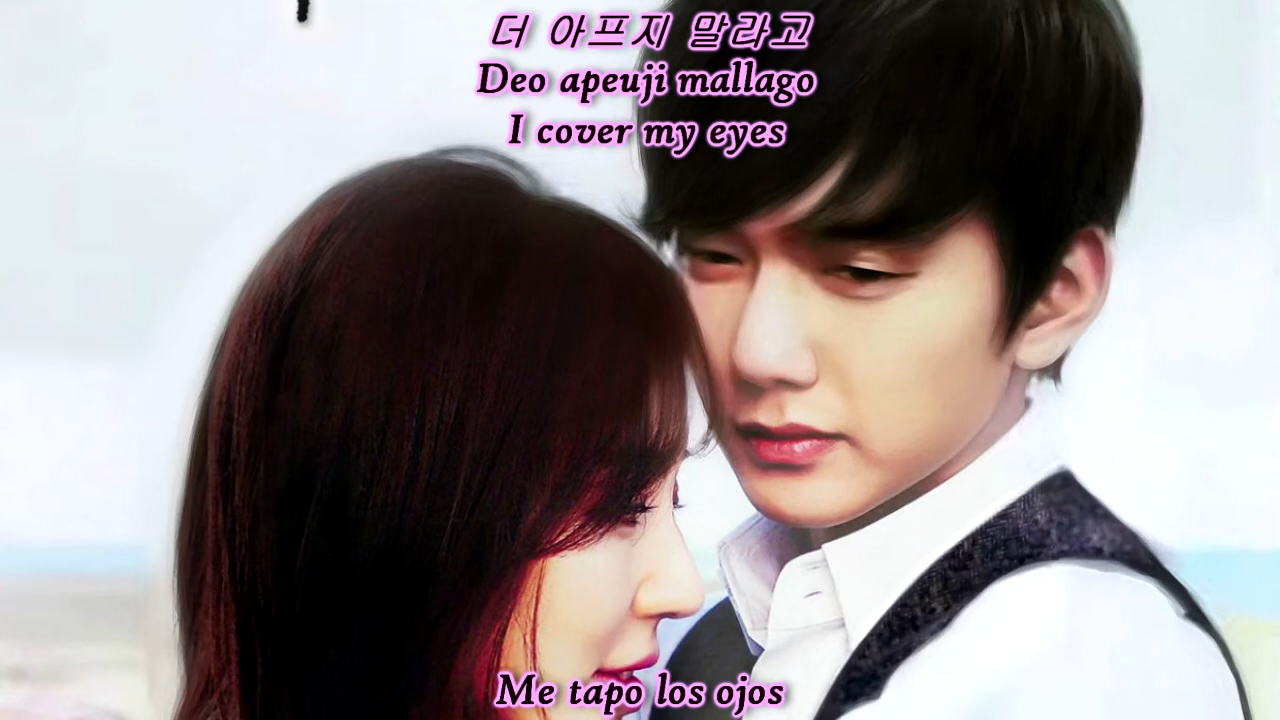 더 아프지 말라고
Deo apeuji mallago
I cover my eyes
Me tapo los ojos